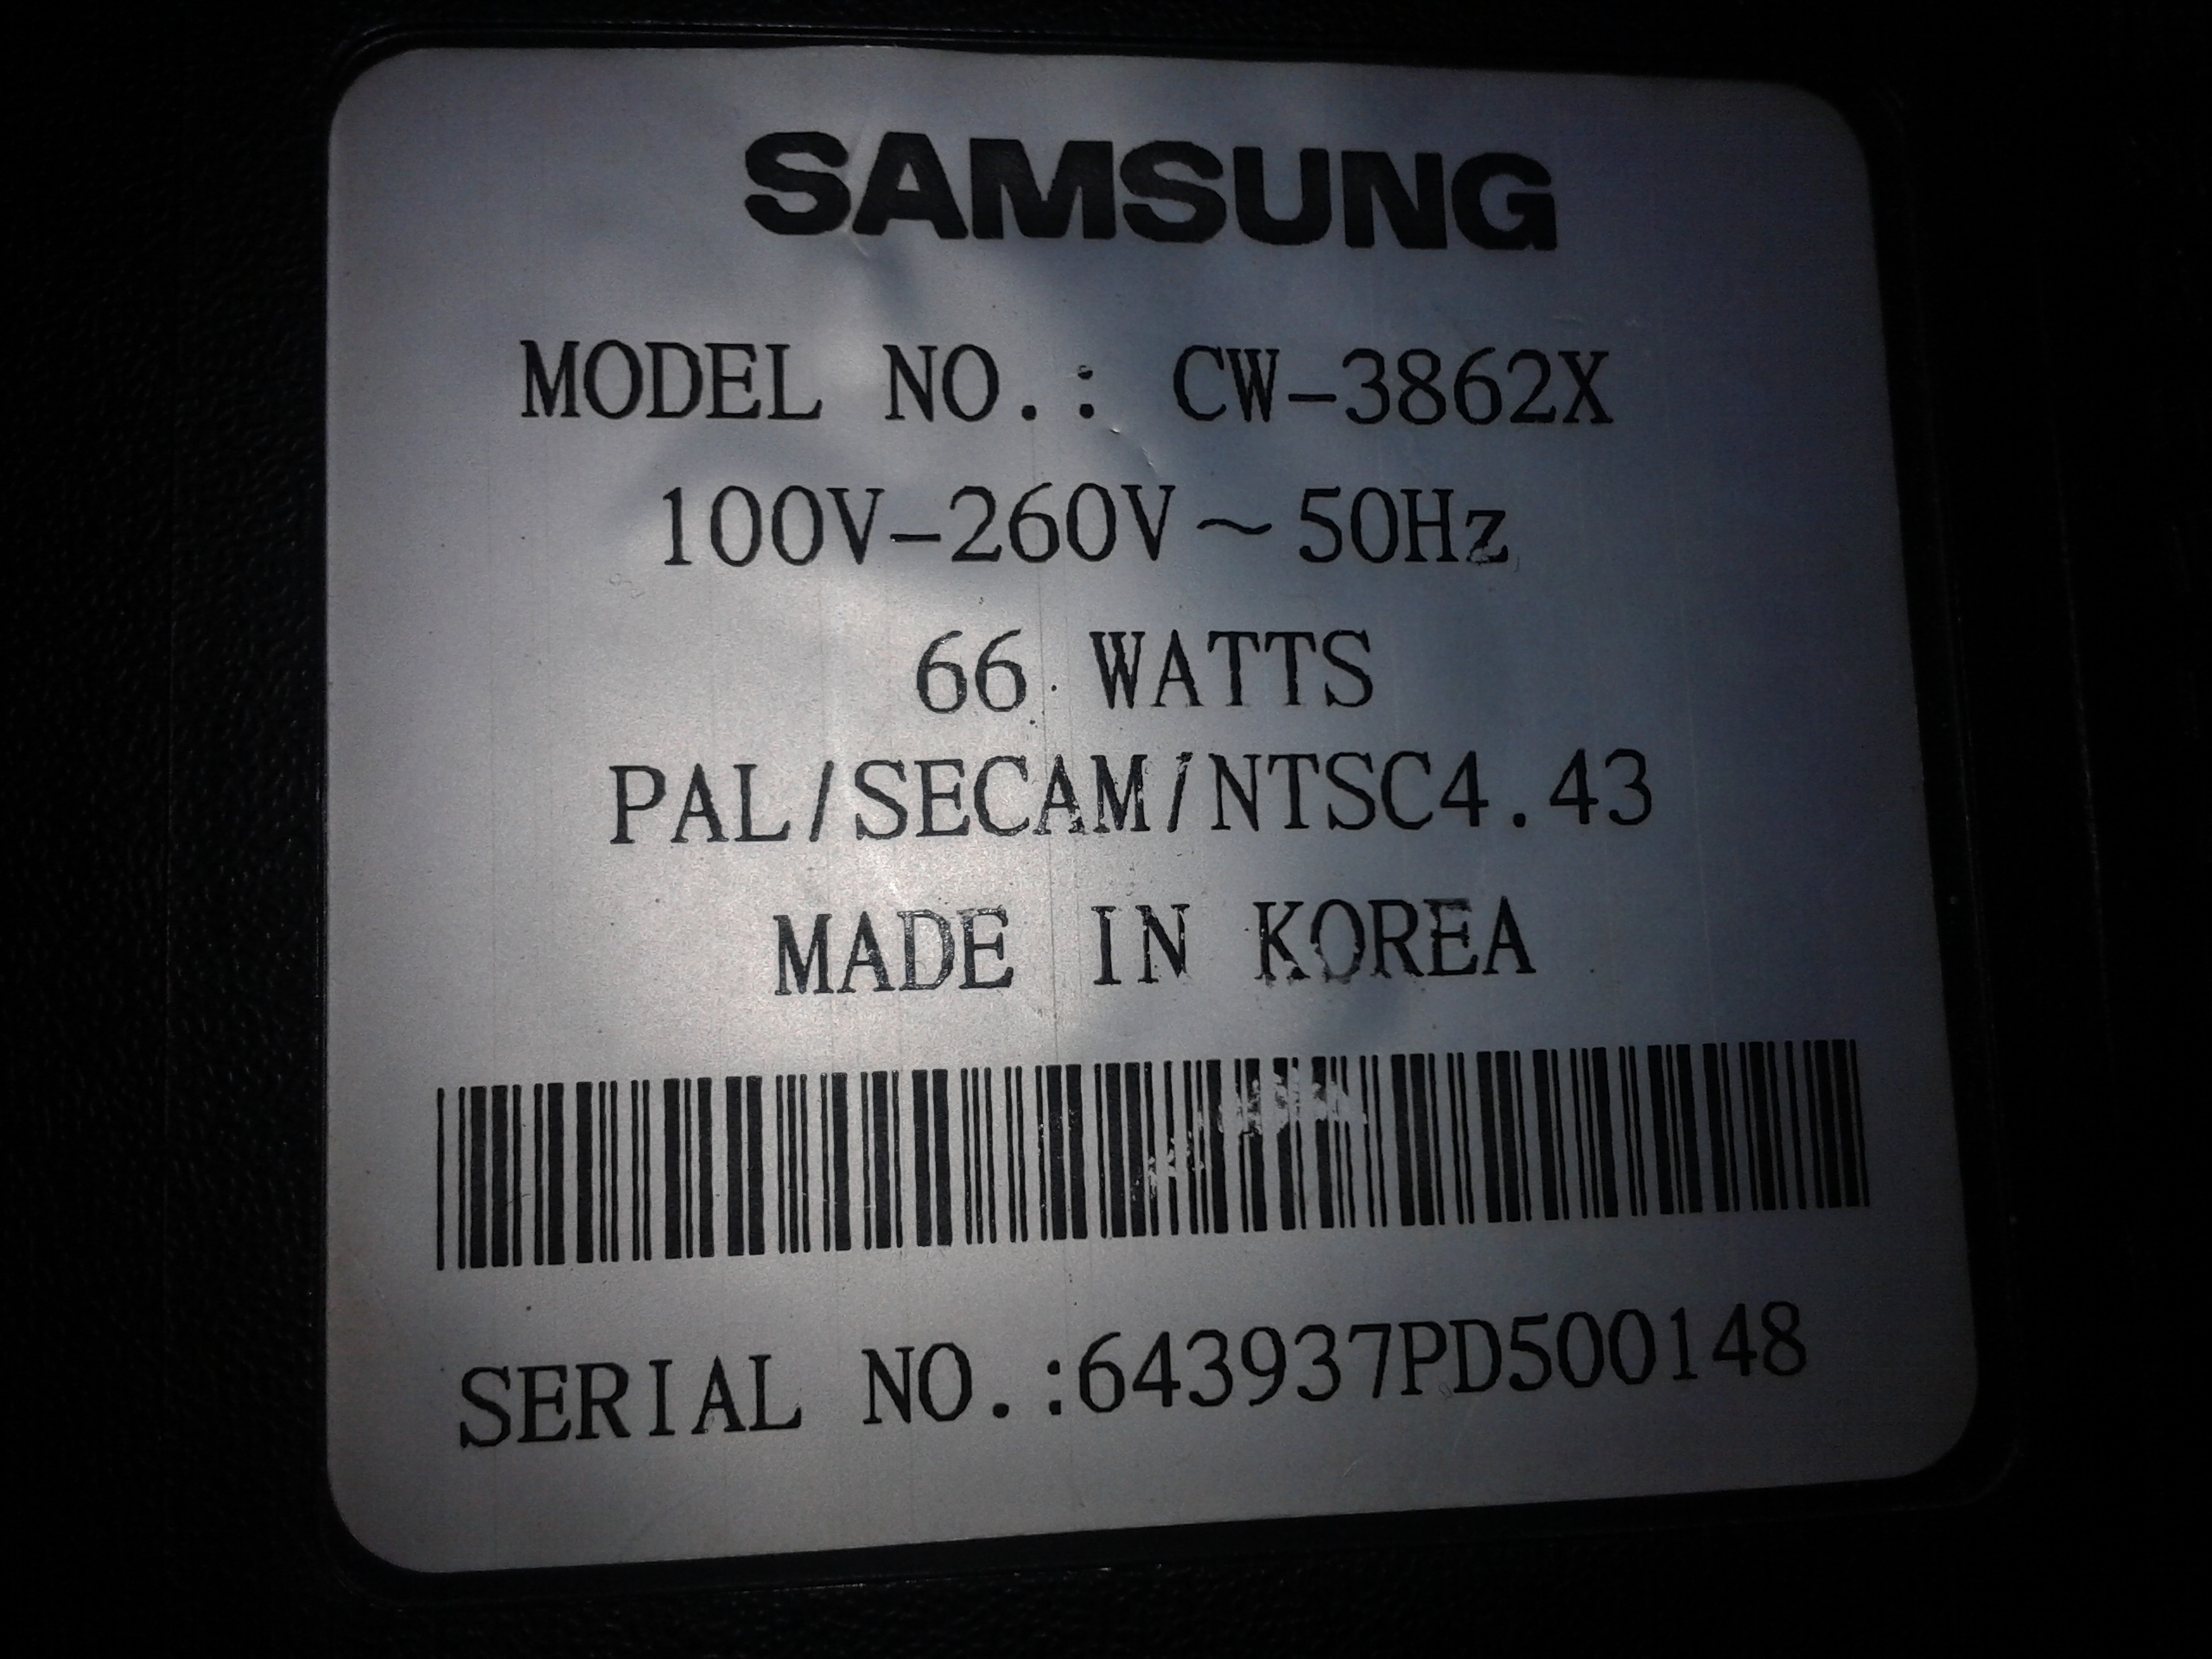 SAMSUNG
MODEL NO.: CW-3862X
100V-260V~50Hz
66 WATTS
PAL/SECAM/NTSC4.43
MADE IN KOREA
SERIAL NO.:643937PD500148